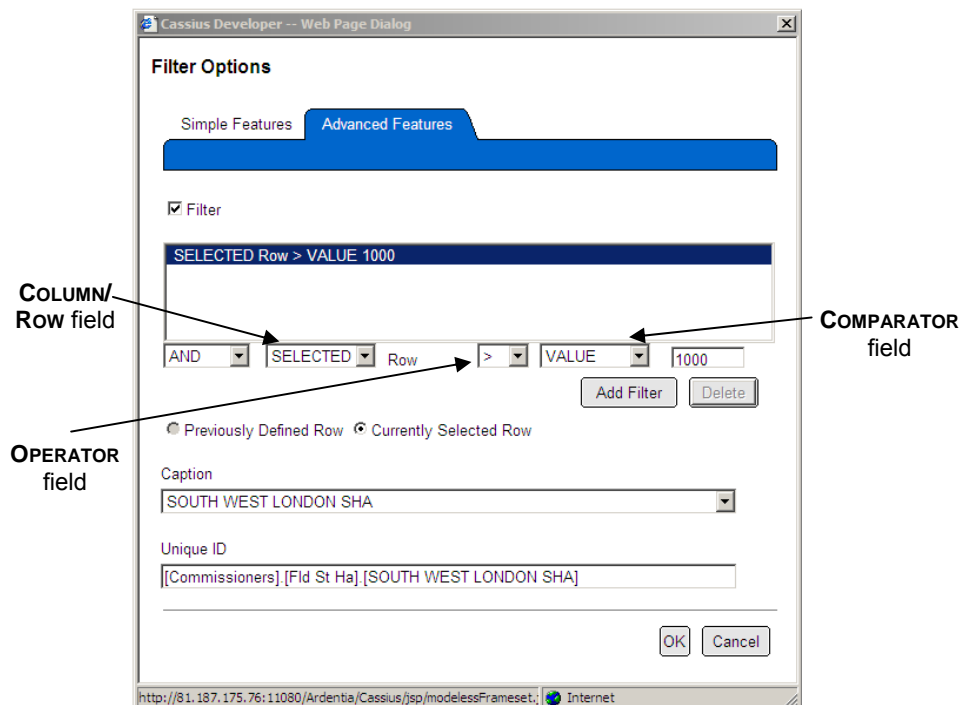 Cassius Developer -- Web Page Dialog
Filter Options
Simple Features
Advanced Features
Filter
SELECTED Row > VALUE 1000
COLUMN/
ROW field
COMPARATOR
field
AND
SELECTED
Row
>
VALUE
1000
Add Filter
Delete
Previously Defined Row
Currently Selected Row
OPERATOR
field
Caption
SOUTH WEST LONDON SHA
Unique ID
[Commissioners].[Fld St Ha].[SOUTH WEST LONDON SHA]
OK
Cancel
http://81.187.175.76:11080/Ardentia/Cassius/jsp/modelessFrameset.j
Internet